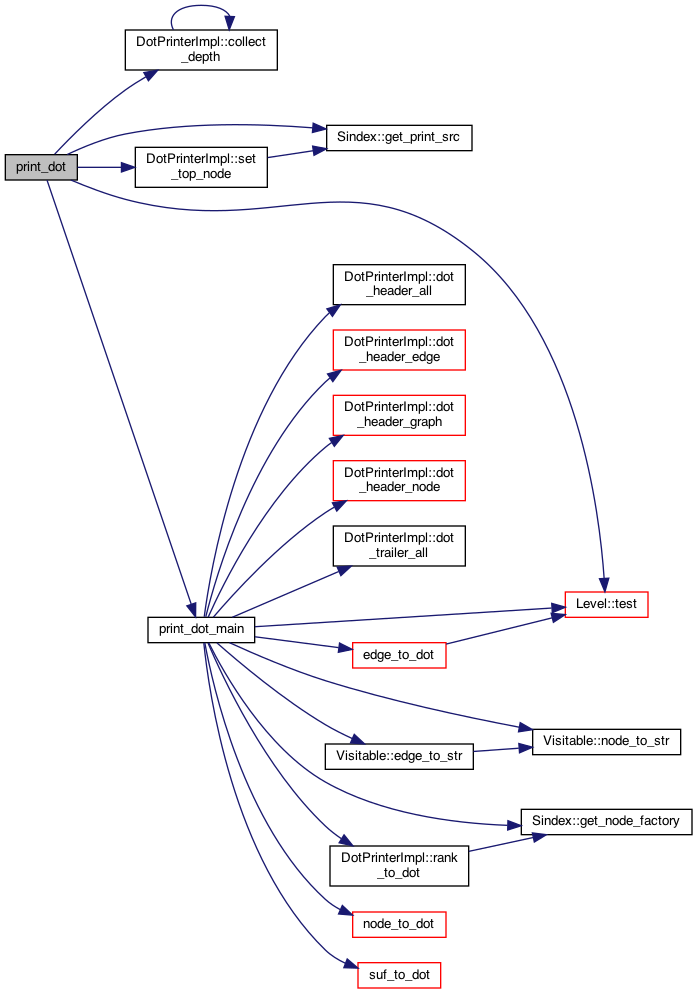 DotPrinterImpl::collect
_depth
Sindex::get_print_src
print_dot
DotPrinterImpl::set
_top_node
DotPrinterImpl::dot
_header_all
DotPrinterImpl::dot
_header_edge
DotPrinterImpl::dot
_header_graph
DotPrinterImpl::dot
_header_node
DotPrinterImpl::dot
_trailer_all
Level::test
print_dot_main
edge_to_dot
Visitable::node_to_str
Visitable::edge_to_str
Sindex::get_node_factory
DotPrinterImpl::rank
_to_dot
node_to_dot
suf_to_dot